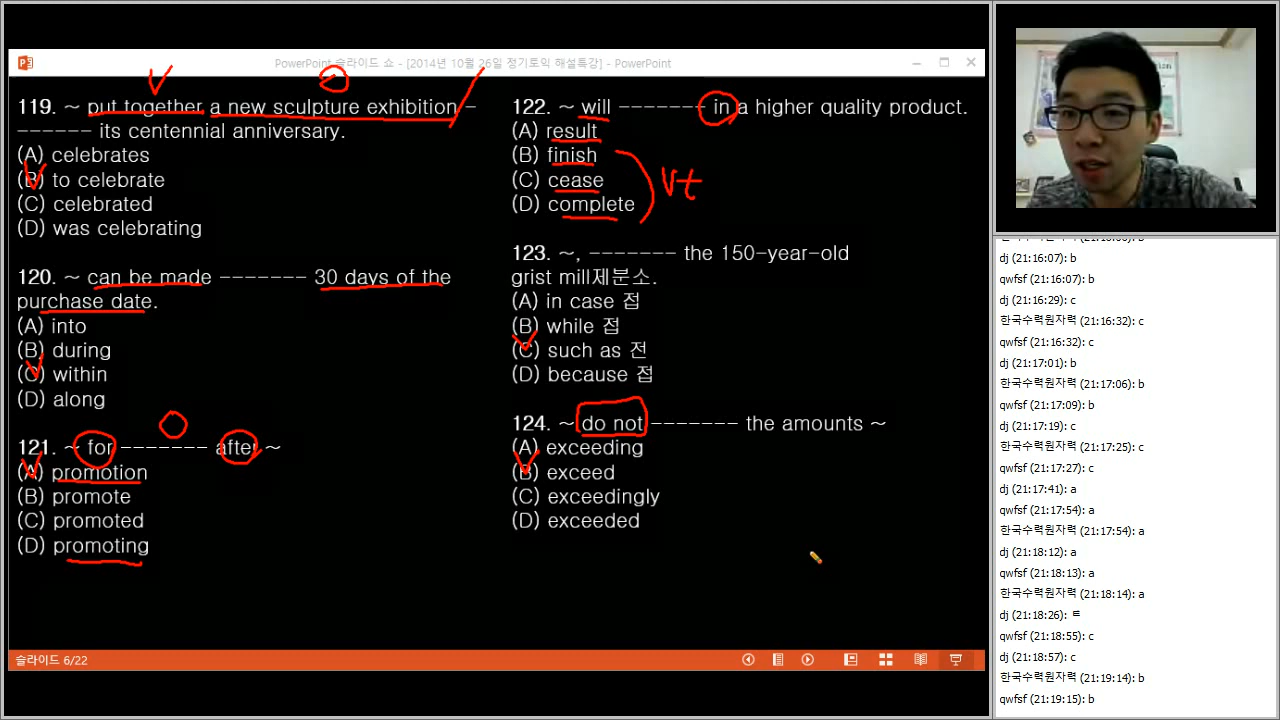 PowerPoint 슬라이드 쇼 - [2014년 10월 26일 정기토익 해설특강] - PowerPoint
119. ~ put together a new sculpture exhibition -
------ its centennial anniversary.
(A) celebrates
(B) to celebrate
(C) celebrated
(D) was celebrating
120. ~ can be made ------- 30 days of the
purchase date.
(A) into
(B) during
(C) within
(D) along
121. ~ for ------- after ~
(A) promotion
(B) promote
(C) promoted
(D) promoting
122. ~ will ------- in a higher quality product.
(A) result
(B) finish
(C) cease
(D) complete
vt
123. ~, ------- the 150-year-old
grist mill제분소.
(A) in case 접
(B) while 접
(C) such as 전
(D) because 접
124. ~ do not ------- the amounts ~
(A) exceeding
(B) exceed
(C) exceedingly
(D) exceeded
슬라이드 6/22
dj (21:16:07): b
qwfsf (21:16:07): b
dj (21:16:29): c
한국수력원자력 (21:16:32): c
qwfsf (21:16:32): c
dj (21:17:01): b
한국수력원자력 (21:17:06): b
qwfsf (21:17:09): b
dj (21:17:19): c
한국수력원자력 (21:17:25): c
qwfsf (21:17:27): c
dj (21:17:41): a
qwfsf (21:17:54): a
한국수력원자력 (21:17:54): a
dj (21:18:12): a
qwfsf (21:18:13): a
한국수력원자력 (21:18:14): a
dj (21:18:26): ㅌ
qwfsf (21:18:55): c
dj (21:18:57): c
한국수력원자력 (21:19:14): b
qwfsf (21:19:15): b